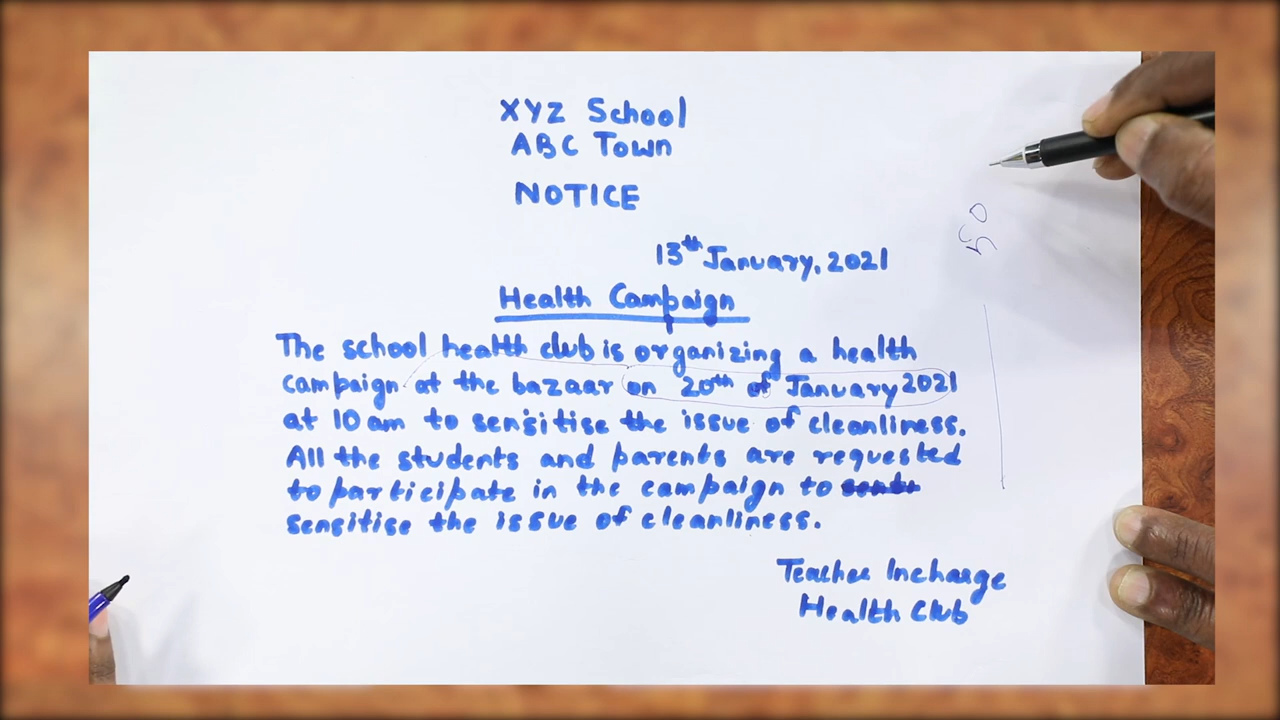 XYZ School
ABC Town
NOTICE
13th January, 2021
Health Campaign
The school health club is organizing a health
campaign at the bazaar on 20th of January 2021
at 10 am to sensitise the issue of cleanliness.
All the students and parents are requested
to participate in the campaign to
sensitise the issue of cleanliness.
Teacher Incharge
Health Club
50